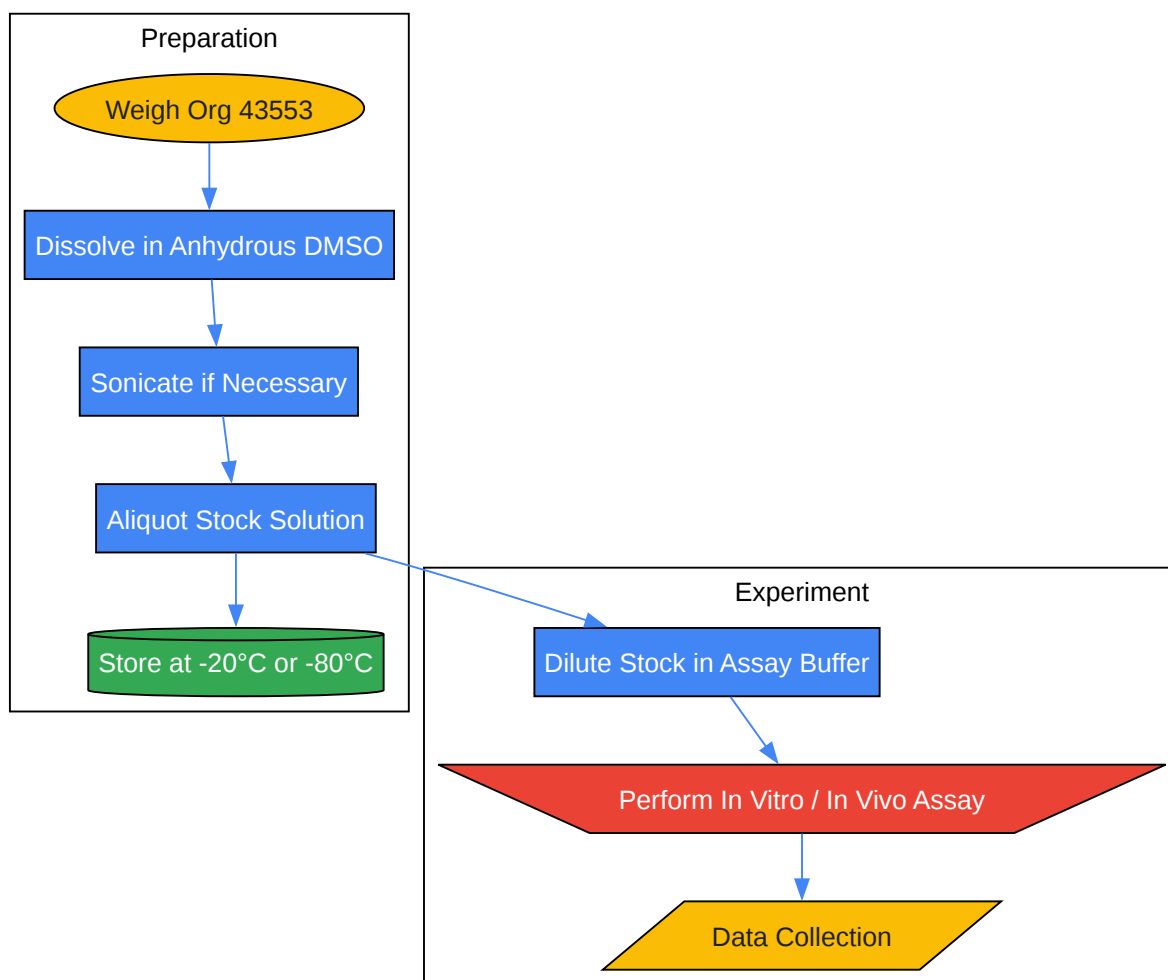 Preparation
Weigh Org 43553
Dissolve in Anhydrous DMSO
Sonicate if Necessary
Aliquot Stock Solution
Store at -20°C or -80°C
Experiment
Dilute Stock in Assay Buffer
Perform In Vitro / In Vivo Assay
Data Collection